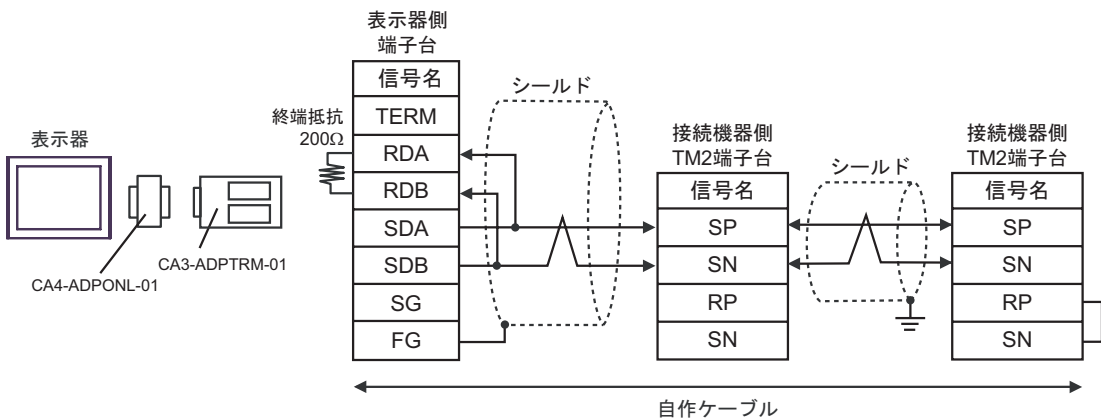 表示器
CA4-ADPONL-01
CA3-ADPTRM-01
終端抵抗
200Ω
表示器側
端子台
信号名
TERM
RDA
RDB
SDA
SDB
SG
FG
シールド
接続機器側
TM2端子台
信号名
SP
SN
RP
SN
シールド
接続機器側
TM2端子台
信号名
SP
SN
RP
SN
自作ケーブル